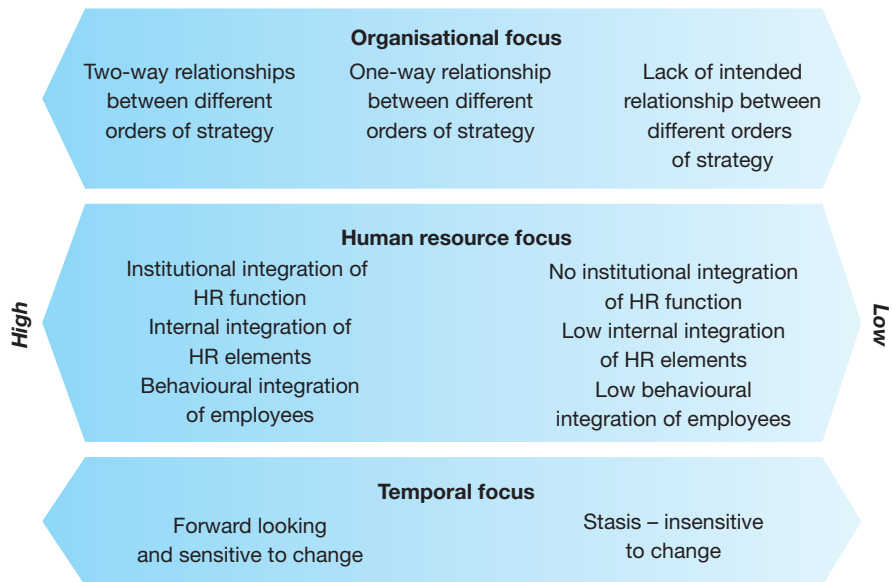 Organisational focus
Two-way relationships
between different
orders of strategy
One-way relationship
between different
orders of strategy
Lack of intended
relationship between
different orders
of strategy
High
Human resource focus
Institutional integration of
HR function
Internal integration of
HR elements
Behavioural integration
of employees
No institutional integration
of HR function
Low internal integration
of HR elements
Low behavioural
integration of employees
Low
Temporal focus
Forward looking
and sensitive to change
Stasis – insensitive
to change